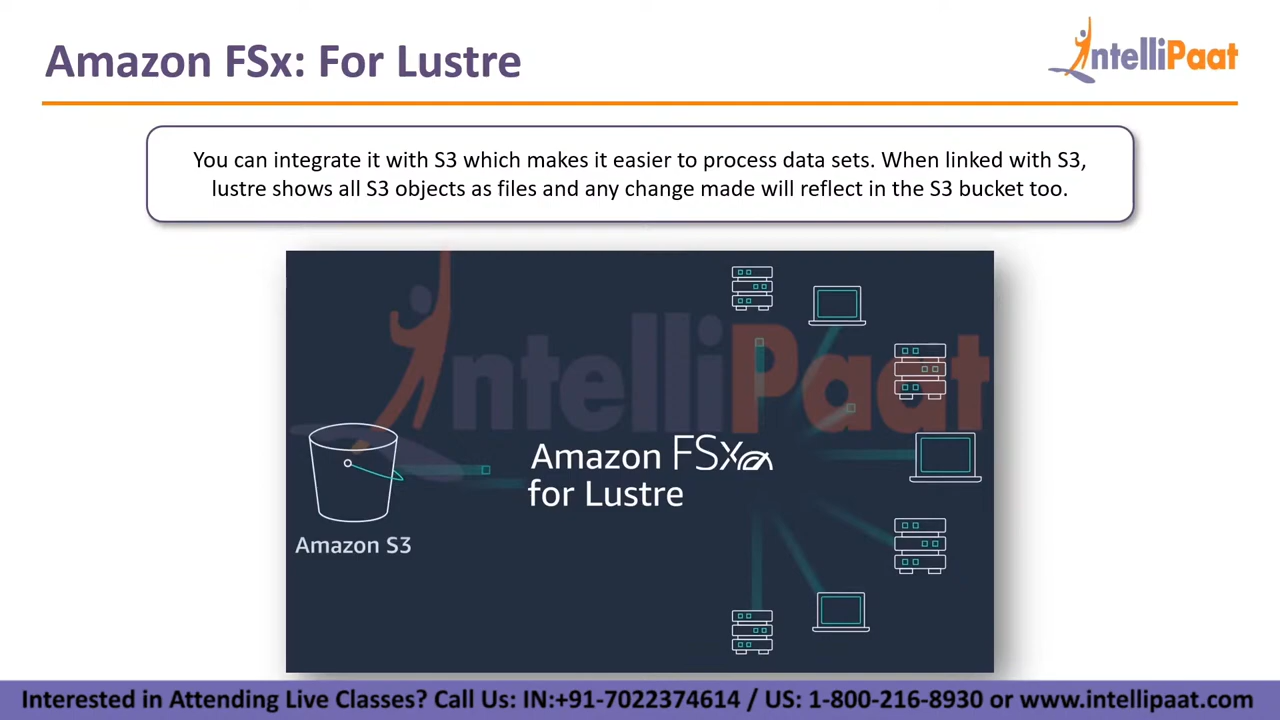 Amazon FSx: For Lustre
IntelliPaat
You can integrate it with S3 which makes it easier to process data sets. When linked with S3,
lustre shows all S3 objects as files and any change made will reflect in the S3 bucket too.
IntelliPaat
Amazon FSx
for Lustre
Amazon S3
Interested in Attending Live Classes? Call Us: IN:+91-7022374614 / US: 1-800-216-8930 or www.intellipaat.com